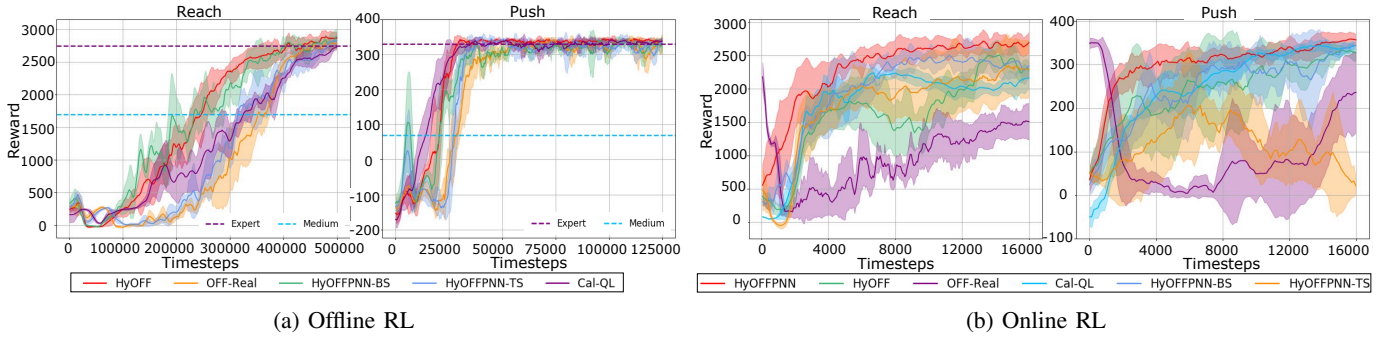 Reach
Push
Reward
3000
2500
2000
1500
1000
500
0
400
300
200
100
0
-100
-200
Expert
Medium
Expert
Medium
0
100000
200000
300000
400000
500000
0
25000
50000
75000
100000
125000
Timesteps
Timesteps
HyOFF
OFF-Real
HyOFFPNN-BS
HyOFFPNN-TS
Cal-QL
(a) Offline RL
Reach
Push
Reward
3000
2500
2000
1500
1000
500
0
400
300
200
100
0
-100
0
4000
8000
12000
16000
0
4000
8000
12000
16000
Timesteps
Timesteps
HyOFFPNN
HyOFF
OFF-Real
Cal-QL
HyOFFPNN-BS
HyOFFPNN-TS
(b) Online RL